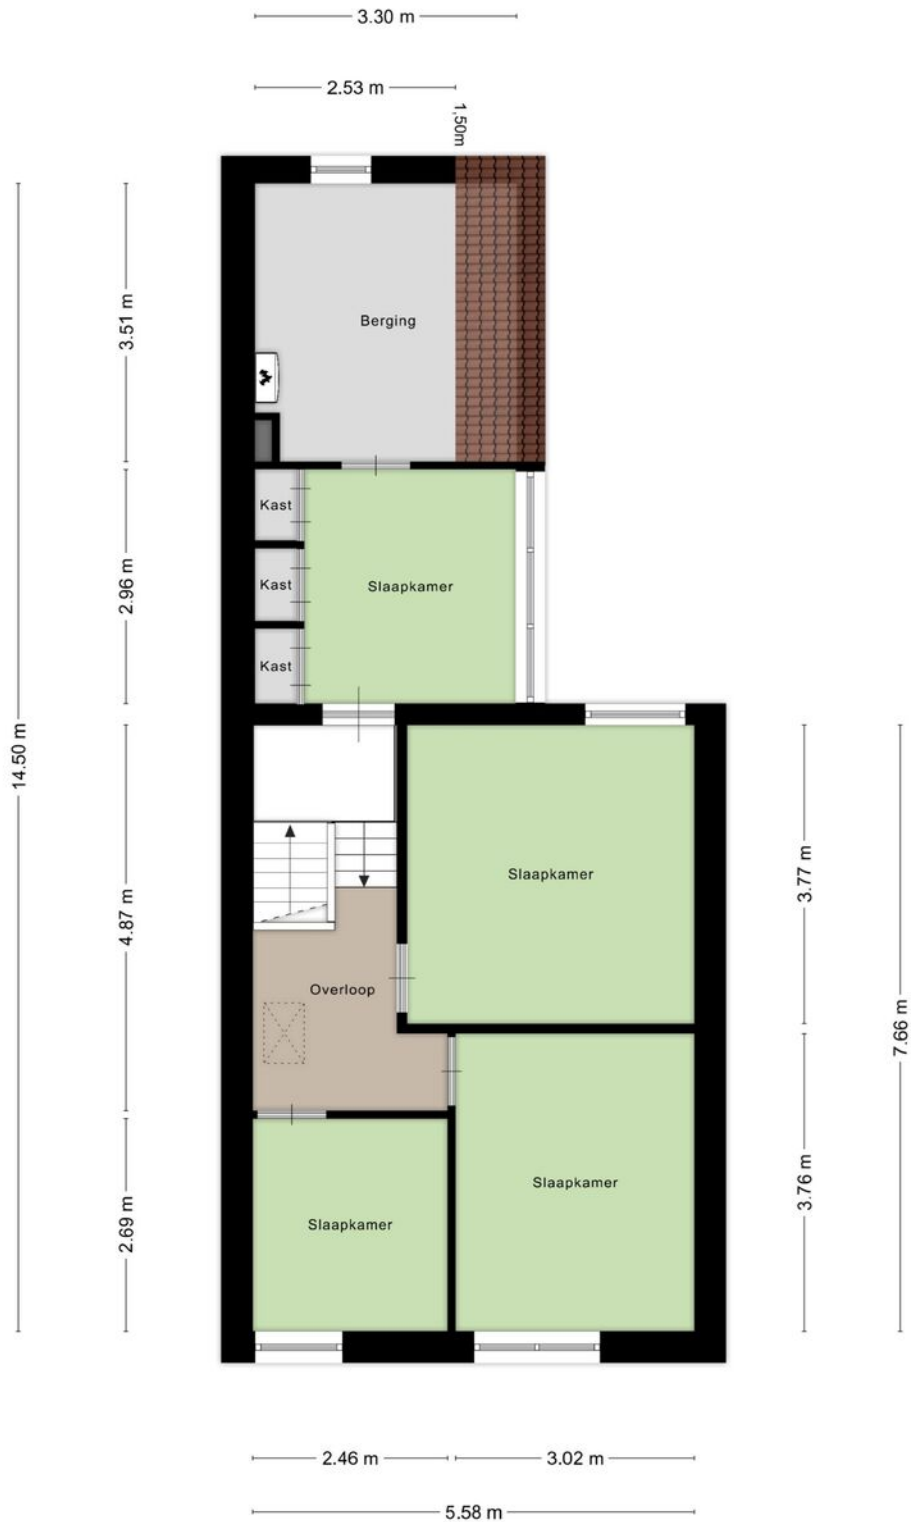 3.30 m
2.53 m
1,50m
3.51 m
Berging
Kast
Kast
Slaapkamer
Kast
2.96 m
14.50 m
4.87 m
Slaapkamer
3.77 m
Overloop
7.66 m
Slaapkamer
3.76 m
Slaapkamer
2.69 m
2.46 m
3.02 m
5.58 m